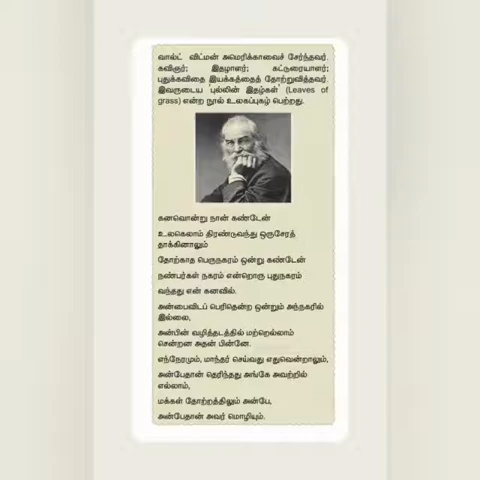 வால்ட் விட்மன் அமெரிக்காவைச் சேர்ந்தவர்.
கவிஞர்; இதழாளர்; கட்டுரையாளர்;
புதுக்கவிதை இயக்கத்தைத் தோற்றுவித்தவர்.
இவருடைய புல்லின் இதழ்கள் (Leaves of
grass) என்ற நூல் உலகப்புகழ் பெற்றது.
கனவொன்று நான் கண்டேன்
உலகெலாம் திரண்டுவந்து ஒருசேரத்
தாக்கினாலும்
தோற்காத பெருநகரம் ஒன்று கண்டேன்
நண்பர்கள் நகரம் என்றொரு புதுநகரம்
வந்தது என் கனவில்.
அன்பைவிடப் பெரிதென்ற ஒன்றும் அந்நகரில்
இல்லை,
அன்பின் வழித்தடத்தில் மற்றெல்லாம்
சென்றன அதன் பின்னே.
எந்நேரமும், மாந்தர் செய்வது எதுவென்றாலும்,
அன்பேதான் தெரிந்தது அங்கே அவற்றில்
எல்லாம்,
மக்கள் தோற்றத்திலும் அன்பே,
அன்பேதான் அவர் மொழியும்.